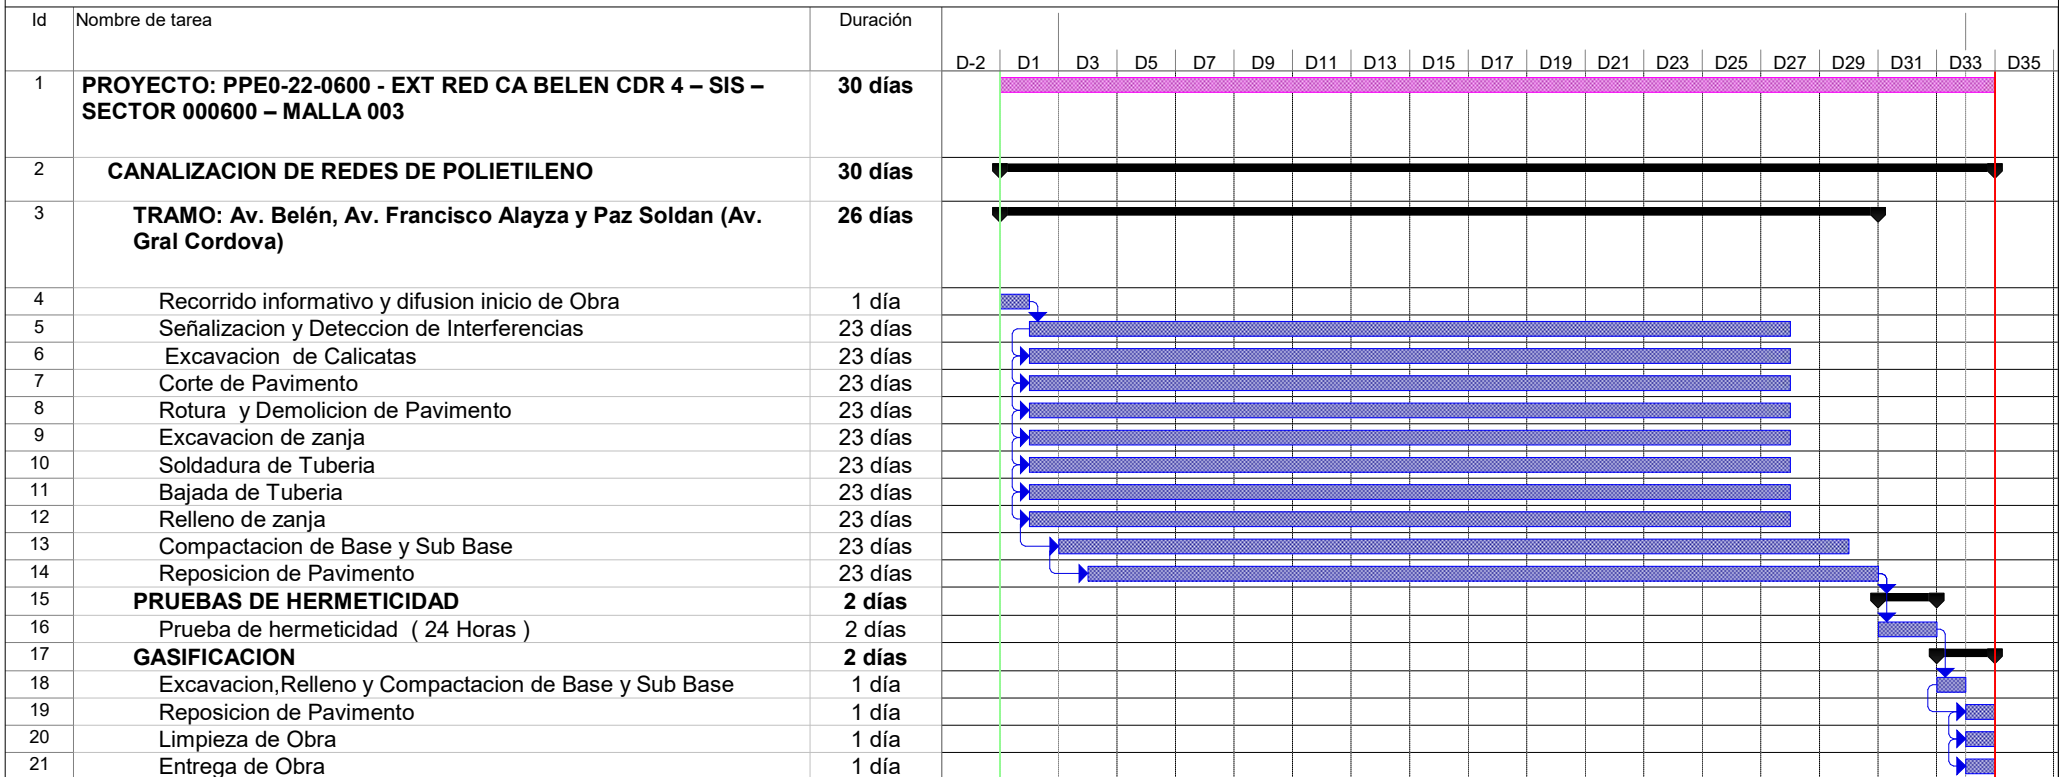 Id Nombre de tarea Duración
D-2 D1 D3 D5 D7 D9 D11 D13 D15 D17 D19 D21 D23 D25 D27 D29 D31 D33 D35
1 PROYECTO: PPE0-22-0600 - EXT RED CA BELEN CDR 4 – SIS – 30 días
SECTOR 000600 – MALLA 003
2 CANALIZACION DE REDES DE POLIETILENO 30 días
3 TRAMO: Av. Belén, Av. Francisco Alayza y Paz Soldan (Av. 26 días
Gral Cordova)
4 Recorrido informativo y difusion inicio de Obra 1 día
5 Señalizacion y Deteccion de Interferencias 23 días
6 Excavacion de Calicatas 23 días
7 Corte de Pavimento 23 días
8 Rotura y Demolicion de Pavimento 23 días
9 Excavacion de zanja 23 días
10 Soldadura de Tuberia 23 días
11 Bajada de Tuberia 23 días
12 Relleno de zanja 23 días
13 Compactacion de Base y Sub Base 23 días
14 Reposicion de Pavimento 23 días
15 PRUEBAS DE HERMETICIDAD 2 días
16 Prueba de hermeticidad ( 24 Horas ) 2 días
17 GASIFICACION 2 días
18 Excavacion,Relleno y Compactacion de Base y Sub Base 1 día
19 Reposicion de Pavimento 1 día
20 Limpieza de Obra 1 día
21 Entrega de Obra 1 día